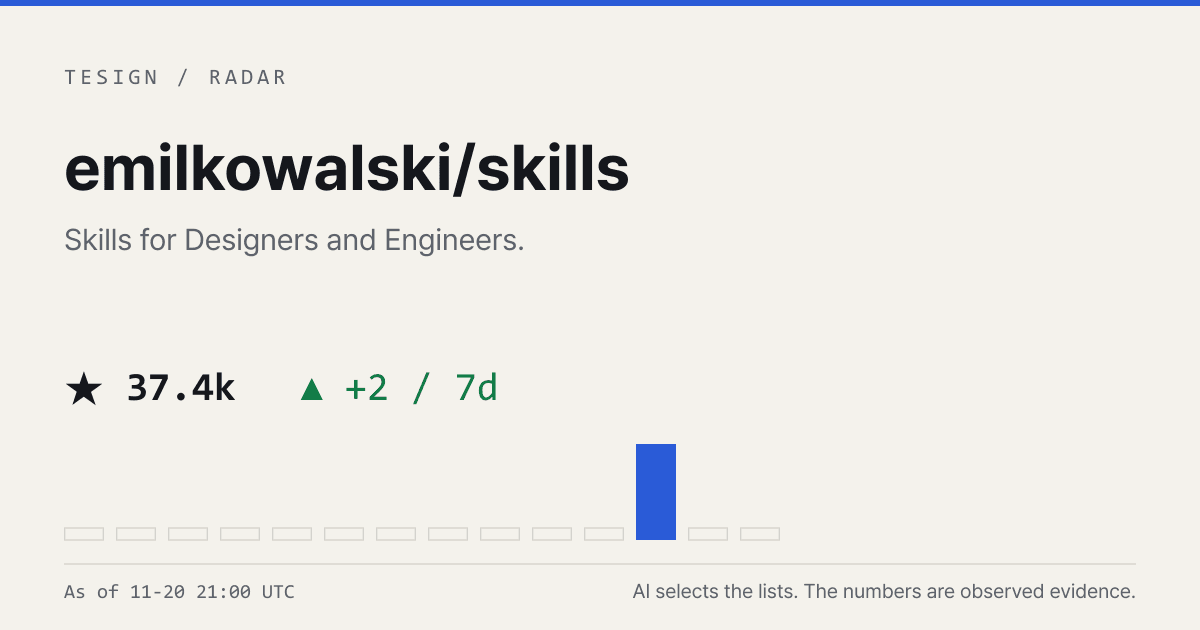 TESIGN / RADAR
emilkowalski/skills
Skills for Designers and Engineers.
★ 37.4k ▲ +2 / 7d
As of 11-20 21:00 UTC
AI selects the lists. The numbers are observed evidence.